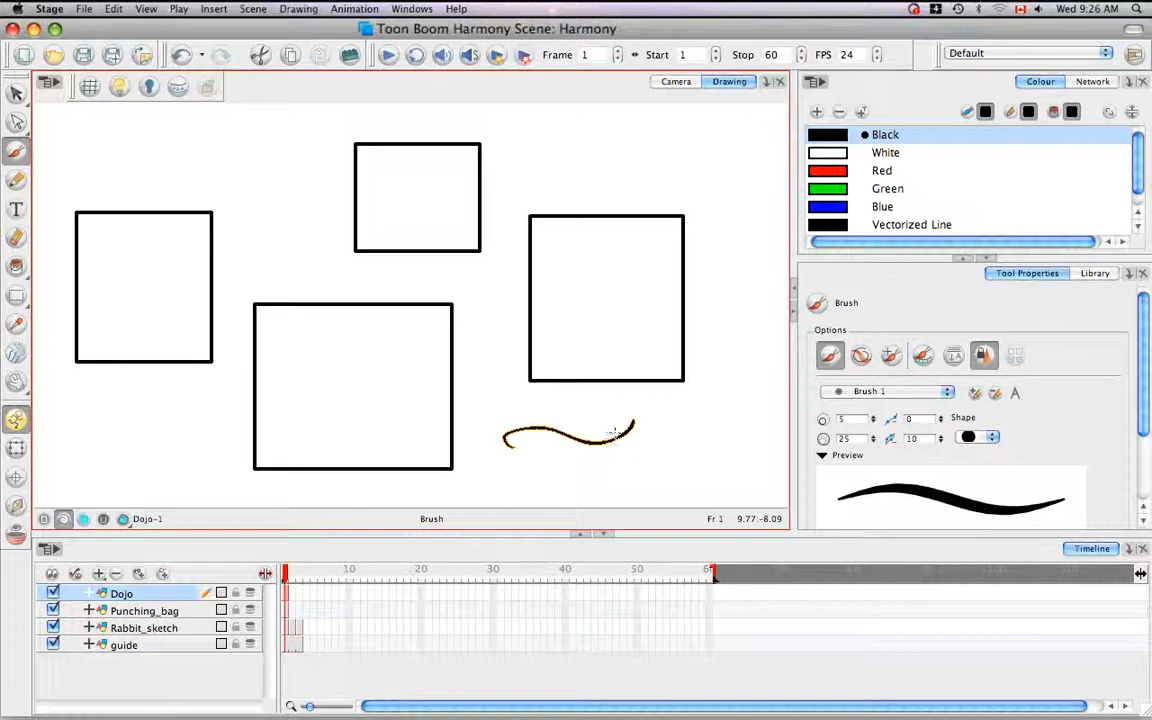 Stage File Edit View Play Insert Scene Drawing Animation Windows Help Wed 9:26 AM
Toon Boom Harmony Scene: Harmony
Frame 1 Start 1 Stop 60 FPS 24 Default
Camera Drawing Colour Network
Black
White
Red
Green
Blue
Vectorized Line
Tool Properties Library
Brush
Options
Brush 1
A
5 0 Shape
25 10
Preview
T
Dojo-1 Brush Fr 1 9.77:-8.09
Timeline
10 20 30 40 50
Dojo
Punching_bag
Rabbit_sketch
guide